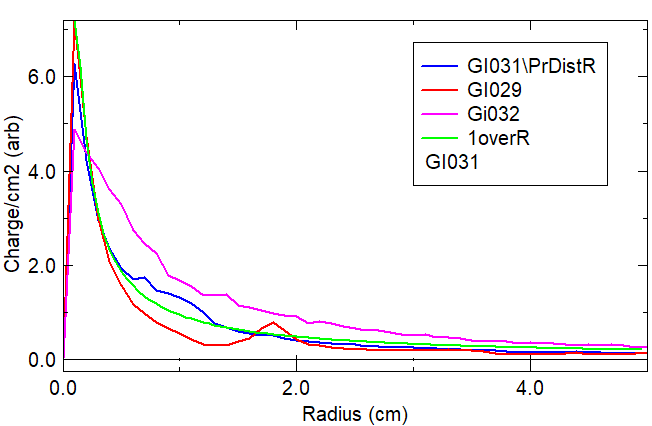 6.0
4.0
2.0
0.0
Charge/cm2 (arb)
GI031\PrDistR
GI029
Gi032
1overR
GI031
0.0 2.0 4.0
Radius (cm)